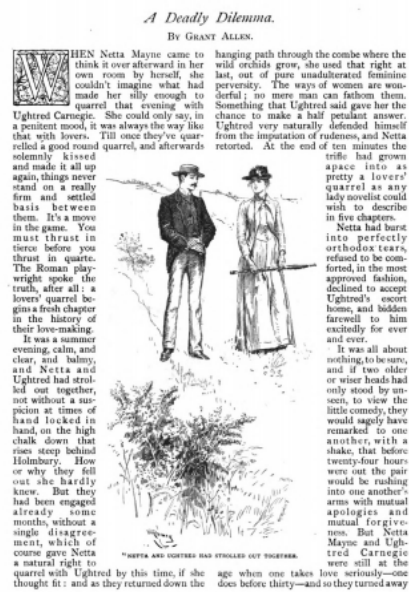 A Deadly Dilemma.
BY GRANT ALLEN.
WHEN Netta Mayne came to
think it over afterward in her
own room by herself, she
couldn't imagine what had
made her silly enough to
quarrel that evening with
Ughtred Carnegie. She could only say, in
a penitent mood, it was always the way like
that with lovers. Till once they've quar-
relled a good round quarrel, and afterwards
solemnly kissed
and made it all up
again, things never
stand on a really
firm and settled
basis between
them. It's a move
in the game. You
must thrust in
tierce before you
thrust in quarte.
The Roman play-
wright spoke the
truth, after all: a
lovers' quarrel be-
gins a fresh chapter
in the history of
their love-making.
It was a summer
evening, calm, and
clear, and balmy,
and Netta and
Ughtred had strol-
led out together,
not without a sus-
picion at times of
hand locked in
hand, on the high
chalk down that
rises steep behind
Holmbury. How
or why they fell
out she hardly
knew. But they
had been engaged
already some
months, without a
single disagree-
ment, which of
course gave Netta
a natural right to
quarrel with Ughtred by this time, if she
thought fit: and as they returned down the
hanging path through the combe where the
wild orchids grow, she used that right at
last, out of pure unadulterated feminine
perversity. The ways of women are won-
derful; no mere man can fathom them.
Something that Ughtred said gave her the
chance to make a half petulant answer.
Ughtred very naturally defended himself
from the imputation of rudeness, and Netta
retorted. At the end of ten minutes the
trifle had grown
apace into as
pretty a lovers'
quarrel as any
lady novelist could
wish to describe
in five chapters.
Netta had burst
into perfectly
orthodox tears,
refused to be com-
forted, in the most
approved fashion,
declined to accept
Ughtred's escort
home, and bidden
farewell to him
excitedly for ever
and ever.
It was all about
nothing, to be sure,
and if two older
or wiser heads had
only stood by un-
seen, to view the
little comedy, they
would sagely have
remarked to one
another, with a
shake, that before
twenty-four hours
were out the pair
would be rushing
into one another's
arms with mutual
apologies and
mutual forgive-
ness. But Netta
Mayne and Ugh-
tred Carnegie
were still at the
age when one takes love seriously—one
does before thirty—and so they turned away
"NETTA AND UGHTRED HAD STROLLED OUT TOGETHER.